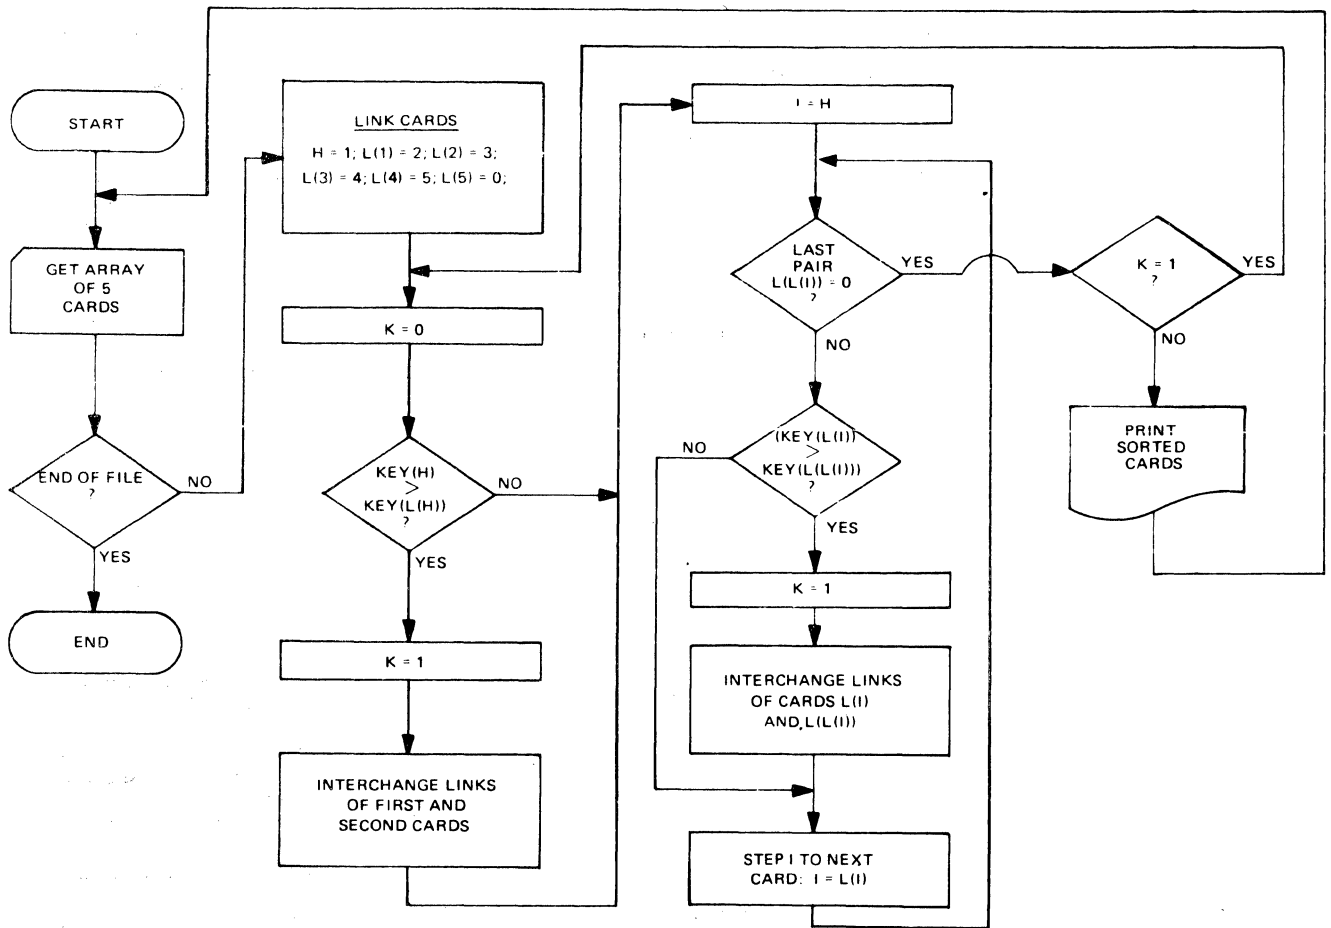 START
GET ARRAY
OF 5
CARDS
END OF FILE
?
NO
YES
END
LINK CARDS
H = 1; L(1) = 2; L(2) = 3;
L(3) = 4; L(4) = 5; L(5) = 0;
K = 0
KEY(H)
>
KEY(L(H))
?
NO
YES
K = 1
INTERCHANGE LINKS
OF FIRST AND
SECOND CARDS
I = H
LAST
PAIR
L(L(I)) = 0
?
YES
NO
(KEY(L(I))
>
KEY(L(L(I)))
?
NO
YES
K = 1
INTERCHANGE LINKS
OF CARDS L(I)
AND L(L(I))
STEP I TO NEXT
CARD: I = L(I)
K = 1
?
YES
NO
PRINT
SORTED
CARDS